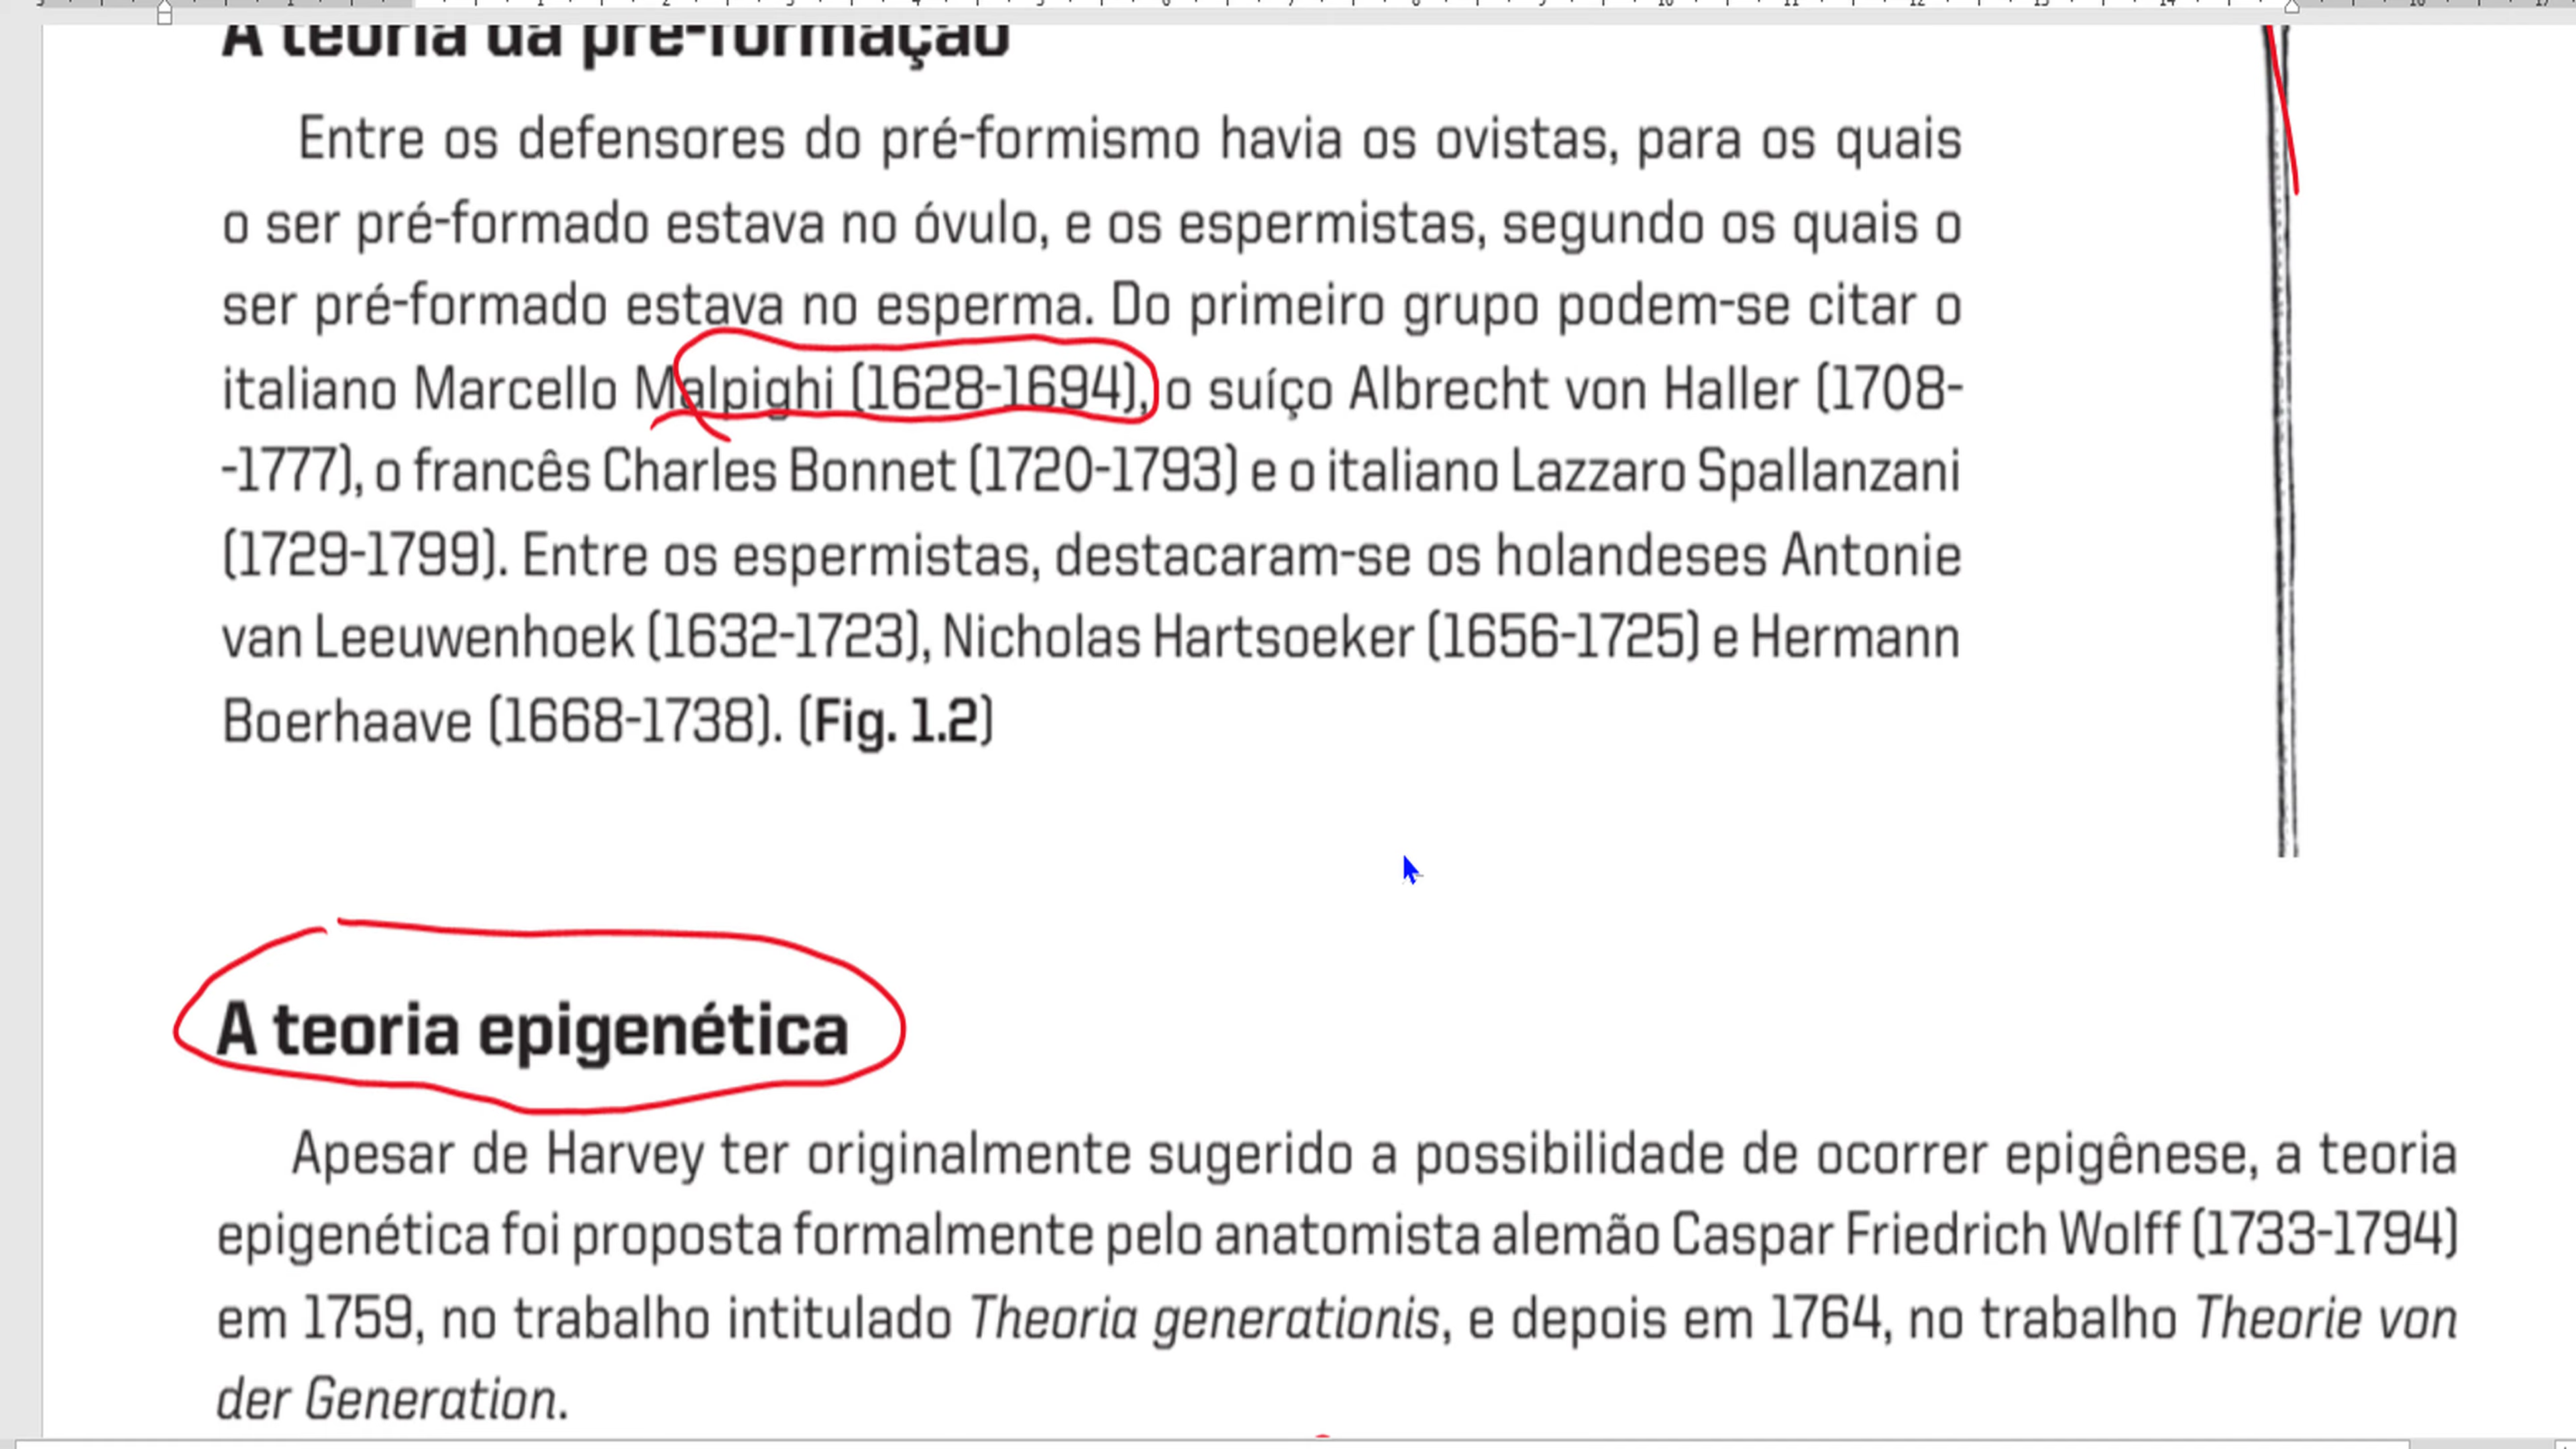 A teoria da pré-formação
Entre os defensores do pré-formismo havia os ovistas, para os quais
o ser pré-formado estava no óvulo, e os espermistas, segundo os quais o
ser pré-formado estava no esperma. Do primeiro grupo podem-se citar o
italiano Marcello Malpighi (1628-1694), o suíço Albrecht von Haller (1708-
-1777), o francês Charles Bonnet (1720-1793) e o italiano Lazzaro Spallanzani
(1729-1799). Entre os espermistas, destacaram-se os holandeses Antonie
van Leeuwenhoek (1632-1723), Nicholas Hartsoeker (1656-1725) e Hermann
Boerhaave (1668-1738). (Fig. 1.2)
A teoria epigenética
Apesar de Harvey ter originalmente sugerido a possibilidade de ocorrer epigênese, a teoria
epigenética foi proposta formalmente pelo anatomista alemão Caspar Friedrich Wolff (1733-1794)
em 1759, no trabalho intitulado Theoria generationis, e depois em 1764, no trabalho Theorie von
der Generation.